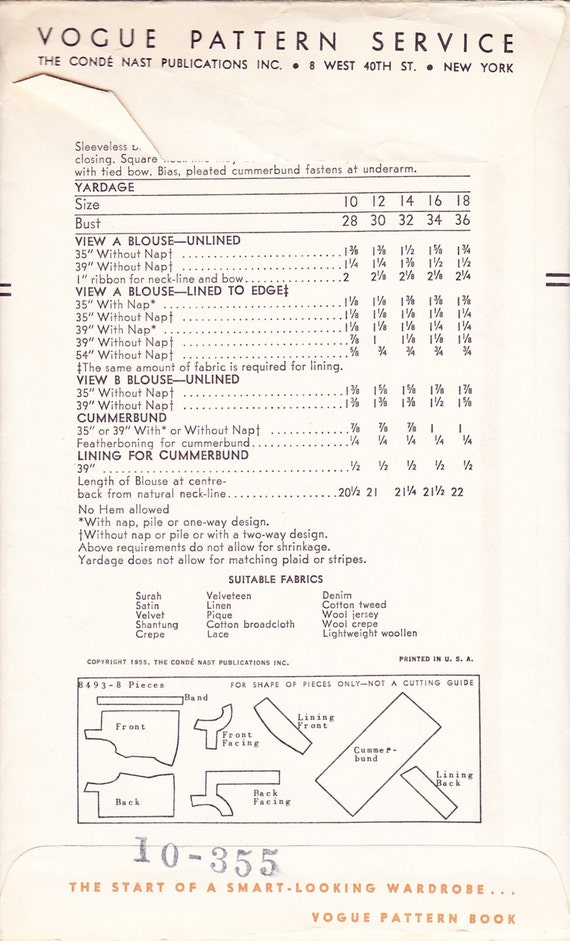 VOGUE PATTERN SERVICE
THE CONDÉ NAST PUBLICATIONS INC. • 8 WEST 40TH ST. • NEW YORK
Sleeveless
closing. Square
with tied bow. Bias, pleated cummerbund fastens at underarm.
YARDAGE
Size 10 12 14 16 18
Bust 28 30 32 34 36
VIEW A BLOUSE—UNLINED
35" Without Nap† 1⅜ 1⅜ 1½ 1⅝ 1¾
39" Without Nap† 1¼ 1¼ 1⅜ 1½ 1½
1" ribbon for neck-line and bow 2 2⅛ 2⅛ 2⅛ 2¼
VIEW A BLOUSE—LINED TO EDGE‡
35" With Nap* 1⅛ 1⅛ 1⅜ 1⅜ 1⅜
35" Without Nap† 1⅛ 1⅛ 1⅛ 1⅛ 1¼
39" With Nap* 1⅛ 1⅛ 1⅛ 1¼ 1¼
39" Without Nap† ⅞ 1 1⅛ 1⅛ 1⅛
54" Without Nap† ⅝ ¾ ¾ ¾ ¾
‡The same amount of fabric is required for lining.
VIEW B BLOUSE—UNLINED
35" Without Nap† 1⅜ 1⅝ 1⅝ 1⅞ 1⅞
39" Without Nap† 1⅜ 1⅜ 1⅜ 1½ 1⅝
CUMMERBUND
35" or 39" With* or Without Nap† ⅞ ⅞ ⅞ 1 1
Featherboning for cummerbund ¼ ¼ ¼ ¼ ¼
LINING FOR CUMMERBUND
39" ½ ½ ½ ½ ½
Length of Blouse at centre-
back from natural neck-line 20½ 21 21¼ 21½ 22
No Hem allowed
*With nap, pile or one-way design.
†Without nap or pile or with a two-way design.
Above requirements do not allow for shrinkage.
Yardage does not allow for matching plaid or stripes.
SUITABLE FABRICS
Surah Velveteen Denim
Satin Linen Cotton tweed
Velvet Pique Wool jersey
Shantung Cotton broadcloth Wool crepe
Crepe Lace Lightweight woollen
COPYRIGHT 1955, THE CONDÉ NAST PUBLICATIONS INC. PRINTED IN U. S. A.
8493-8 Pieces FOR SHAPE OF PIECES ONLY—NOT A CUTTING GUIDE
Band
Front
Front
Facing
Lining
Front
Cummer-
bund
Back
Back
Facing
Lining
Back
10-355
THE START OF A SMART-LOOKING WARDROBE...
VOGUE PATTERN BOOK